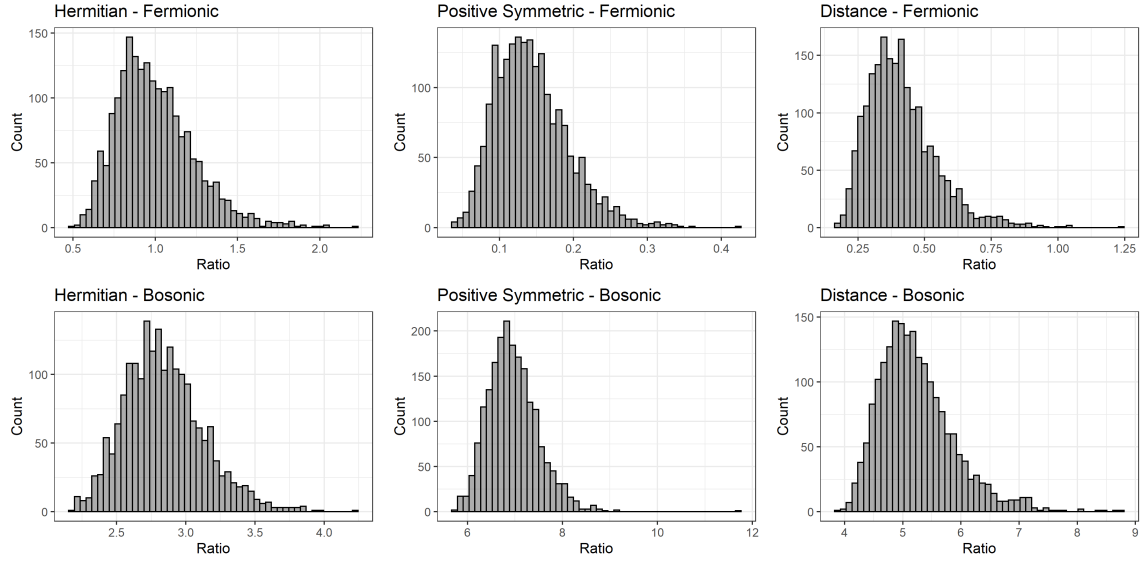 Hermitian - Fermionic
Positive Symmetric - Fermionic
Distance - Fermionic
150
100
50
0
Count
0.5
1.0
1.5
2.0
Ratio
100
50
0
Count
0.1
0.2
0.3
0.4
Ratio
150
100
50
0
Count
0.25
0.50
0.75
1.00
1.25
Ratio
Hermitian - Bosonic
Positive Symmetric - Bosonic
Distance - Bosonic
100
50
0
Count
2.5
3.0
3.5
4.0
Ratio
200
150
100
50
0
Count
6
8
10
12
Ratio
150
100
50
0
Count
4
5
6
7
8
9
Ratio